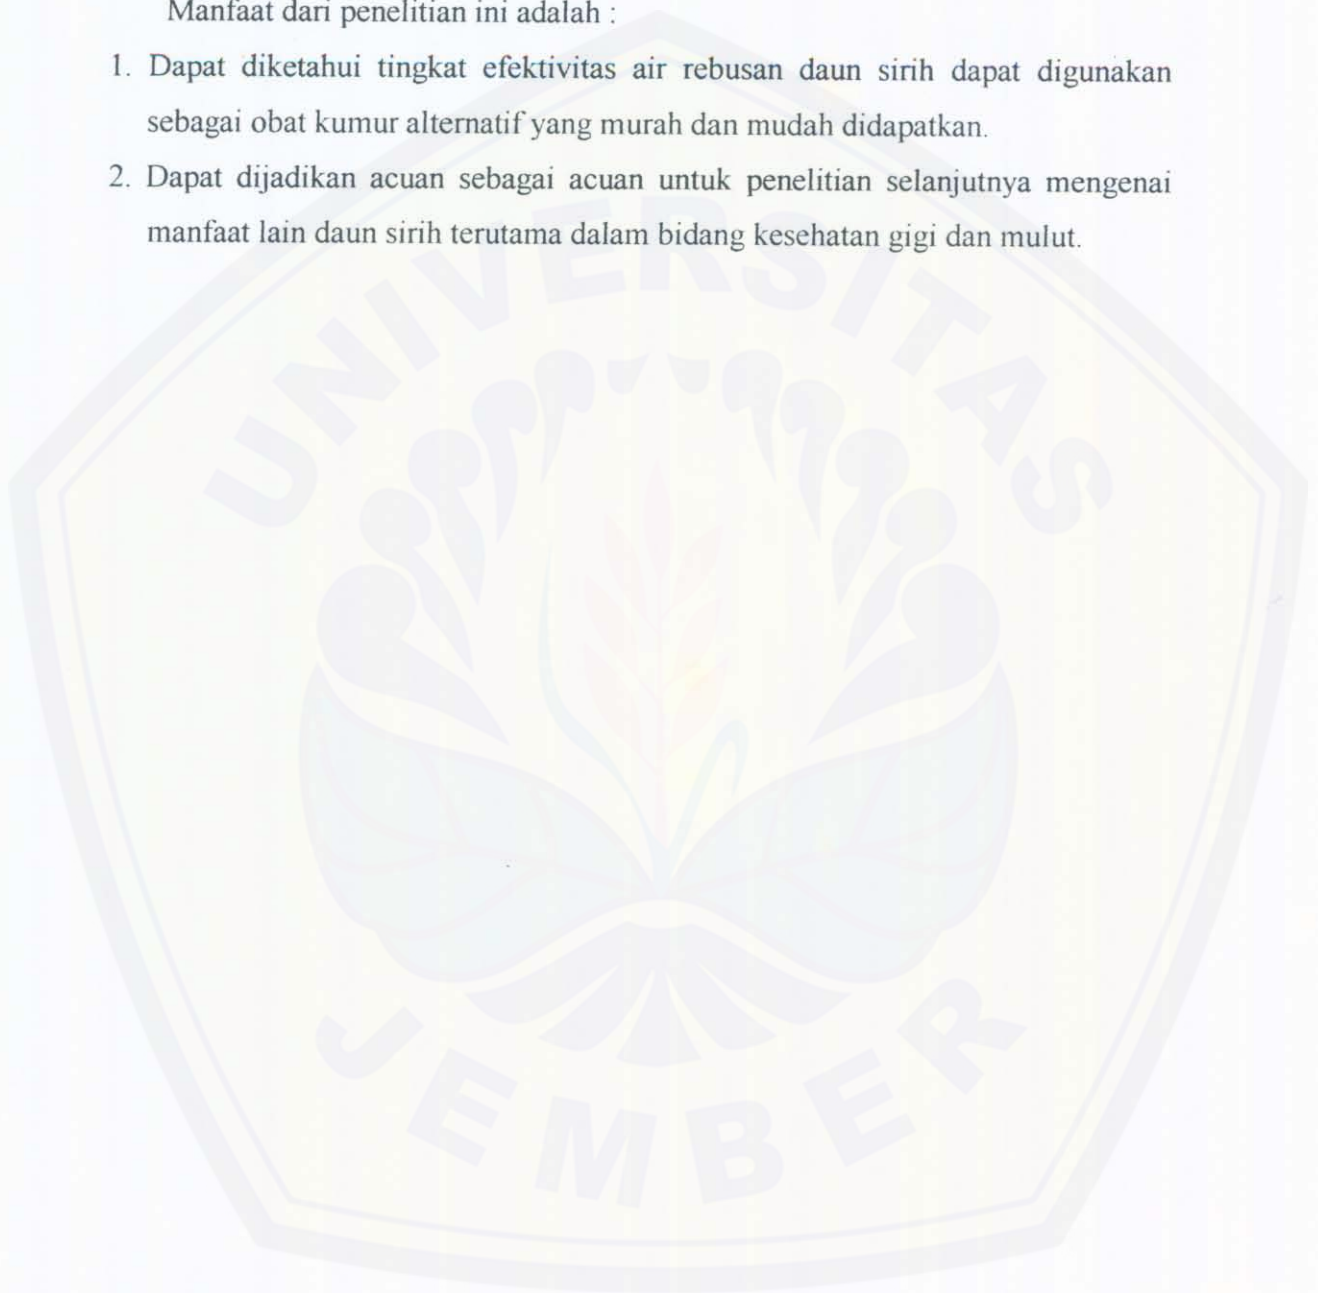 Manfaat dari penelitian ini adalah :
1. Dapat diketahui tingkat efektivitas air rebusan daun sirih dapat digunakan
sebagai obat kumur alternatif yang murah dan mudah didapatkan.
2. Dapat dijadikan acuan sebagai acuan untuk penelitian selanjutnya mengenai
manfaat lain daun sirih terutama dalam bidang kesehatan gigi dan mulut.
UNIVERSITAS
JEMBER